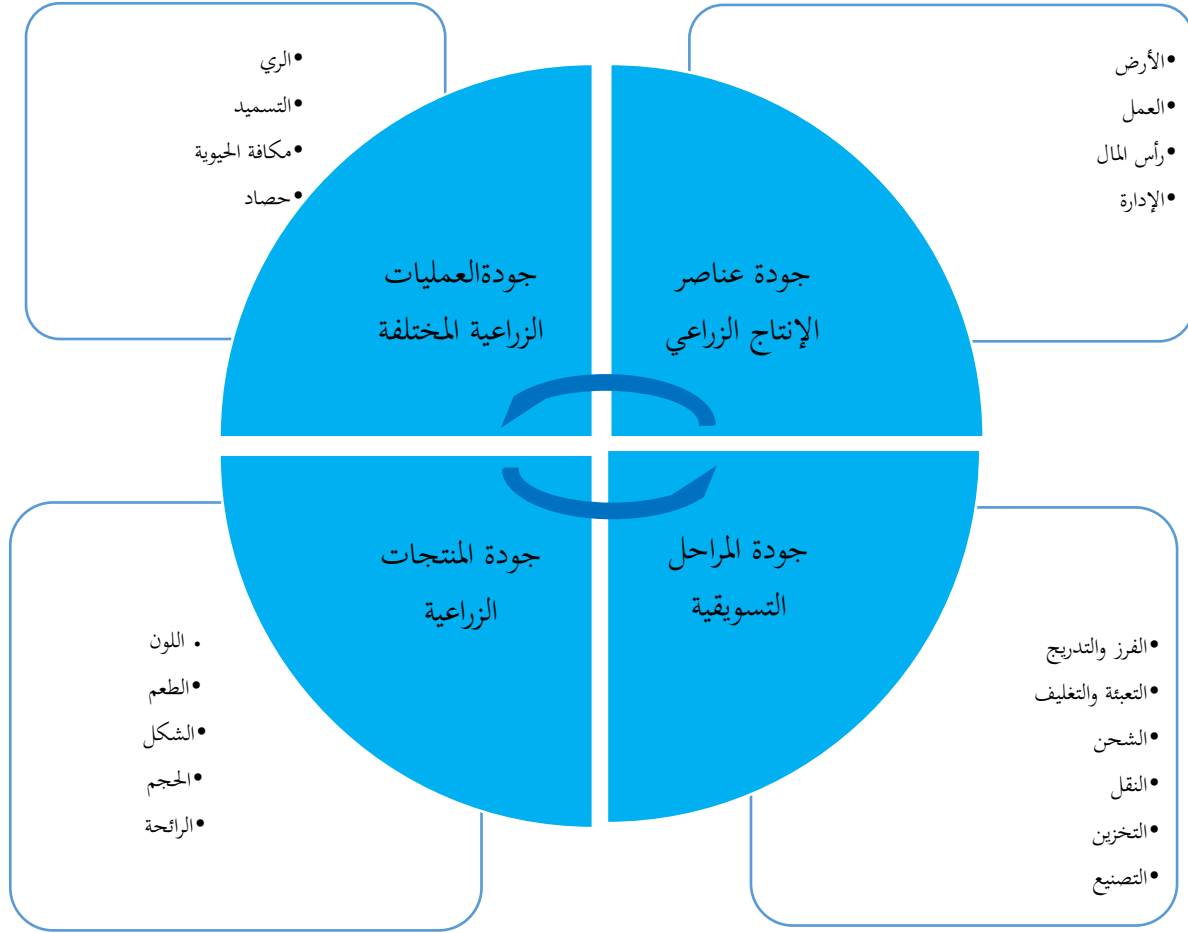 •الأرض
•العمل
•رأس المال
•الإدارة
جودة عناصر
الإنتاج الزراعي
•الري
•التسميد
•مكافة الحيوية
•حصاد
جودةالعمليات
الزراعية المختلفة
جودة المنتجات
الزراعية
. اللون
•الطعم
•الشكل
•الحجم
•الرائحة
جودة المراحل
التسويقية
•الفرز والتدريج
•التعبئة والتغليف
•الشحن
•النقل
•التخزين
•التصنيع